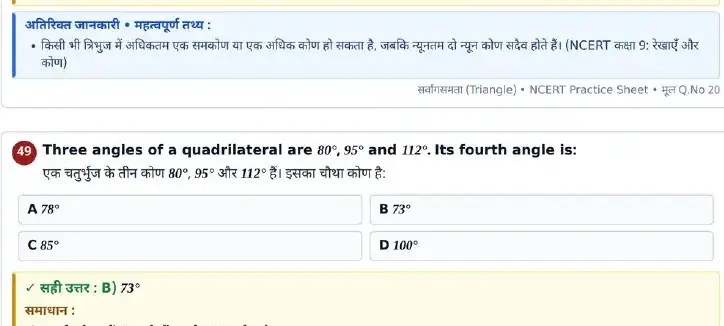 अतिरिक्त जानकारी • महत्वपूर्ण तथ्य :
• किसी भी त्रिभुज में अधिकतम एक समकोण या एक अधिक कोण हो सकता है, जबकि न्यूनतम दो न्यून कोण सदैव होते हैं। (NCERT कक्षा 9: रेखाएँ और
कोण)
सर्वांगसमता (Triangle) • NCERT Practice Sheet • मूल Q.No 20
49 Three angles of a quadrilateral are 80°, 95° and 112°. Its fourth angle is:
एक चतुर्भुज के तीन कोण 80°, 95° और 112° हैं। इसका चौथा कोण है:
A 78°
B 73°
C 85°
D 100°
✓ सही उत्तर : B) 73°
समाधान :